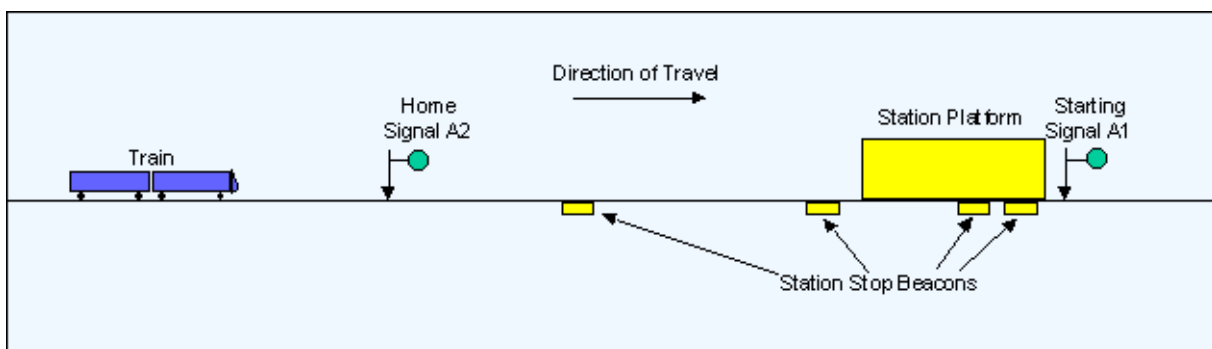 Direction of Travel
Home
Signal A2
Station Platform
Starting
Signal A1
Train
Station Stop Beacons